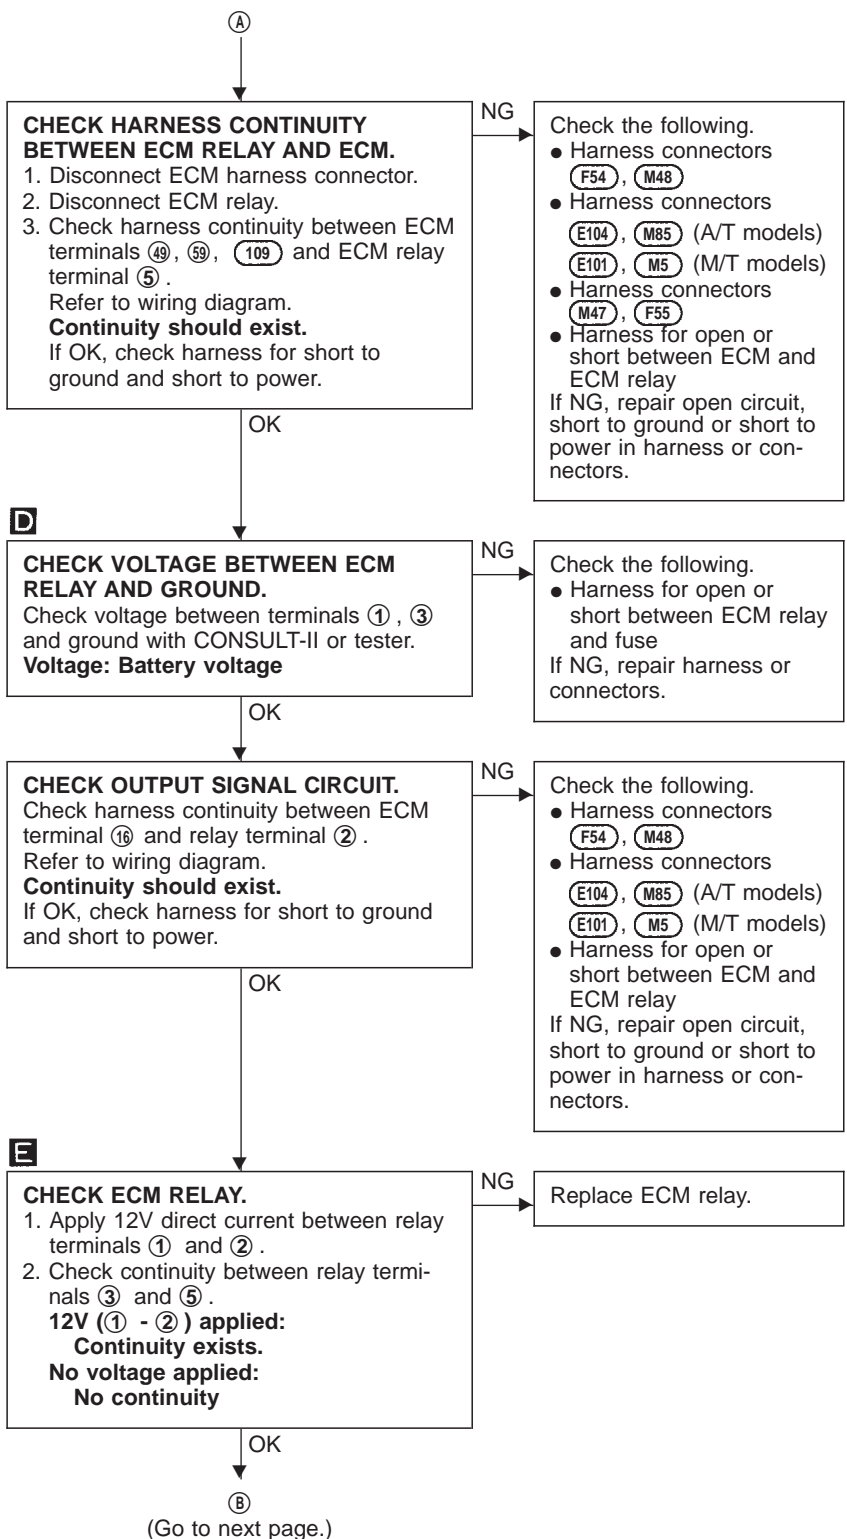 Ⓐ
CHECK HARNESS CONTINUITY
BETWEEN ECM RELAY AND ECM.
1. Disconnect ECM harness connector.
2. Disconnect ECM relay.
3. Check harness continuity between ECM
terminals ㊾, 59, 109 and ECM relay
terminal ⑤.
Refer to wiring diagram.
Continuity should exist.
If OK, check harness for short to
ground and short to power.
NG
Check the following.
● Harness connectors
F54, M48
● Harness connectors
E104, M85 (A/T models)
E101, M5 (M/T models)
● Harness connectors
M47, F55
● Harness for open or
short between ECM and
ECM relay
If NG, repair open circuit,
short to ground or short to
power in harness or con-
nectors.
OK
D
CHECK VOLTAGE BETWEEN ECM
RELAY AND GROUND.
Check voltage between terminals ①, ③
and ground with CONSULT-II or tester.
Voltage: Battery voltage
NG
Check the following.
● Harness for open or
short between ECM relay
and fuse
If NG, repair harness or
connectors.
OK
CHECK OUTPUT SIGNAL CIRCUIT.
Check harness continuity between ECM
terminal ⑯ and relay terminal ②.
Refer to wiring diagram.
Continuity should exist.
If OK, check harness for short to ground
and short to power.
NG
Check the following.
● Harness connectors
F54, M48
● Harness connectors
E104, M85 (A/T models)
E101, M5 (M/T models)
● Harness for open or
short between ECM and
ECM relay
If NG, repair open circuit,
short to ground or short to
power in harness or con-
nectors.
OK
E
CHECK ECM RELAY.
1. Apply 12V direct current between relay
terminals ① and ②.
2. Check continuity between relay termi-
nals ③ and ⑤.
12V (① - ②) applied:
Continuity exists.
No voltage applied:
No continuity
NG
Replace ECM relay.
OK
Ⓑ
(Go to next page.)